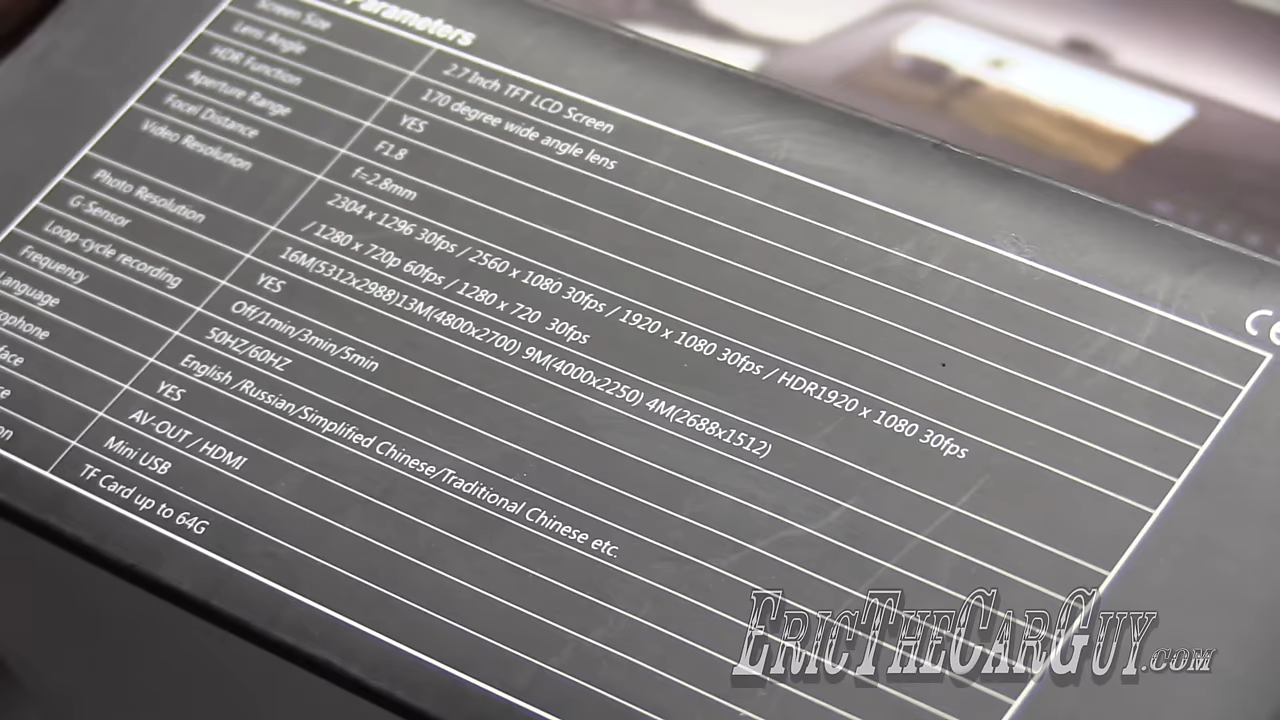 Parameters
Screen Size 2.7 Inch TFT LCD Screen
Lens Angle 170 degree wide angle lens
HDR Function YES
Aperture Range F1.8
Focel Distance f=2.8mm
Video Resolution 2304 x 1296 30fps / 2560 x 1080 30fps / 1920 x 1080 30fps / HDR1920 x 1080 30fps
/ 1280 x 720p 60fps / 1280 x 720 30fps
Photo Resolution 16M(5312x2988)13M(4800x2700) 9M(4000x2250) 4M(2688x1512)
G-Sensor YES
Loop-cycle recording Off/1min/3min/5min
Frequency 50HZ/60HZ
Language English /Russian/Simplified Chinese/Traditional Chinese etc.
YES
AV-OUT / HDMI
Mini USB
TF Card up to 64G
CE
ERICTHECARGUY.COM